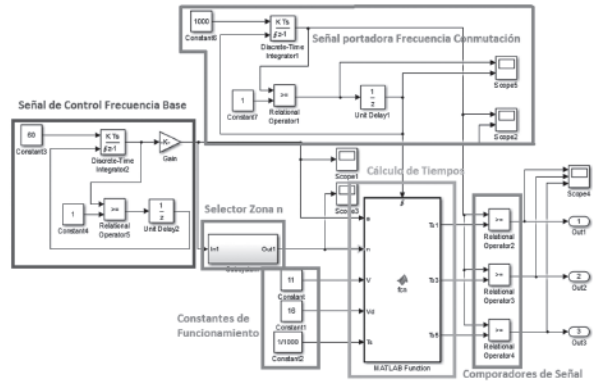 1000
Constant6
K Ts
z-1
Discrete-Time
Integrator1
Señal portadora Frecuencia Conmutación
Scope5
1
Constant7
>=
Relational
Operator1
1
z
Unit Delay1
Scope2
Señal de Control Frecuencia Base
60
Constant3
K Ts
z-1
Discrete-Time
Integrator2
-K-
Gain
1
Constant4
>=
Relational
Operator5
1
z
Unit Delay2
Scope1
Scope3
Cálculo de Tiempos
Scope4
Selector Zona n
In1
Out1
a
n
V
Vd
Ts
fcn
Ts1
Ts3
Ts5
MATLAB Function
Constantes de
Funcionamiento
11
Constant
16
Constant1
1/1000
Constant2
>=
Relational
Operator2
>=
Relational
Operator3
>=
Relational
Operator4
1
Out1
2
Out2
3
Out3
Comporadores de Señal